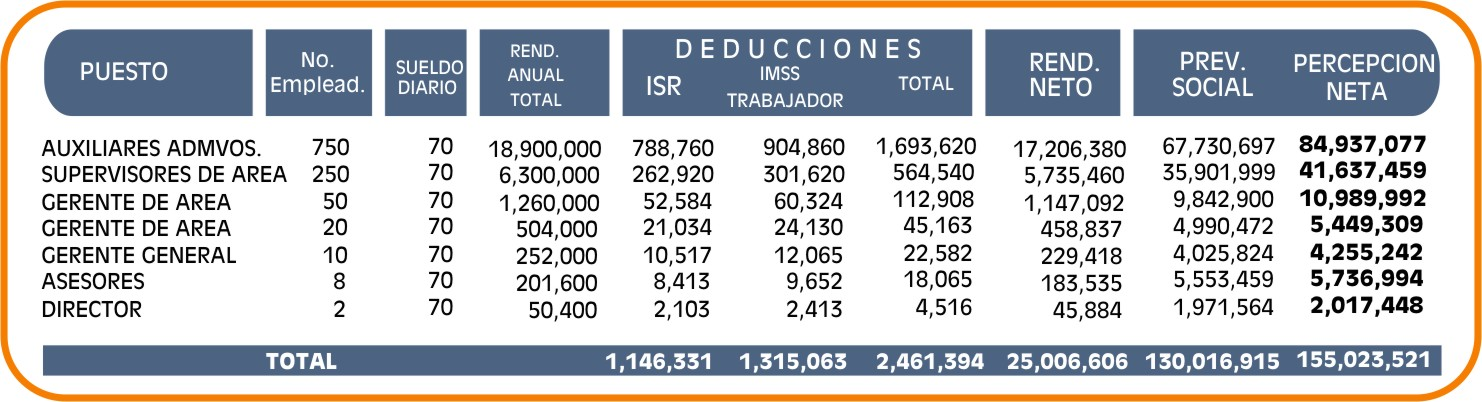 PUESTO No. Emplead. SUELDO DIARIO REND. ANUAL TOTAL DEDUCCIONES ISR IMSS TRABAJADOR TOTAL REND. NETO PREV. SOCIAL PERCEPCION NETA
AUXILIARES ADMVOS. 750 70 18,900,000 788,760 904,860 1,693,620 17,206,380 67,730,697 84,937,077
SUPERVISORES DE AREA 250 70 6,300,000 262,920 301,620 564,540 5,735,460 35,901,999 41,637,459
GERENTE DE AREA 50 70 1,260,000 52,584 60,324 112,908 1,147,092 9,842,900 10,989,992
GERENTE DE AREA 20 70 504,000 21,034 24,130 45,163 458,837 4,990,472 5,449,309
GERENTE GENERAL 10 70 252,000 10,517 12,065 22,582 229,418 4,025,824 4,255,242
ASESORES 8 70 201,600 8,413 9,652 18,065 183,535 5,553,459 5,736,994
DIRECTOR 2 70 50,400 2,103 2,413 4,516 45,884 1,971,564 2,017,448
TOTAL 1,146,331 1,315,063 2,461,394 25,006,606 130,016,915 155,023,521